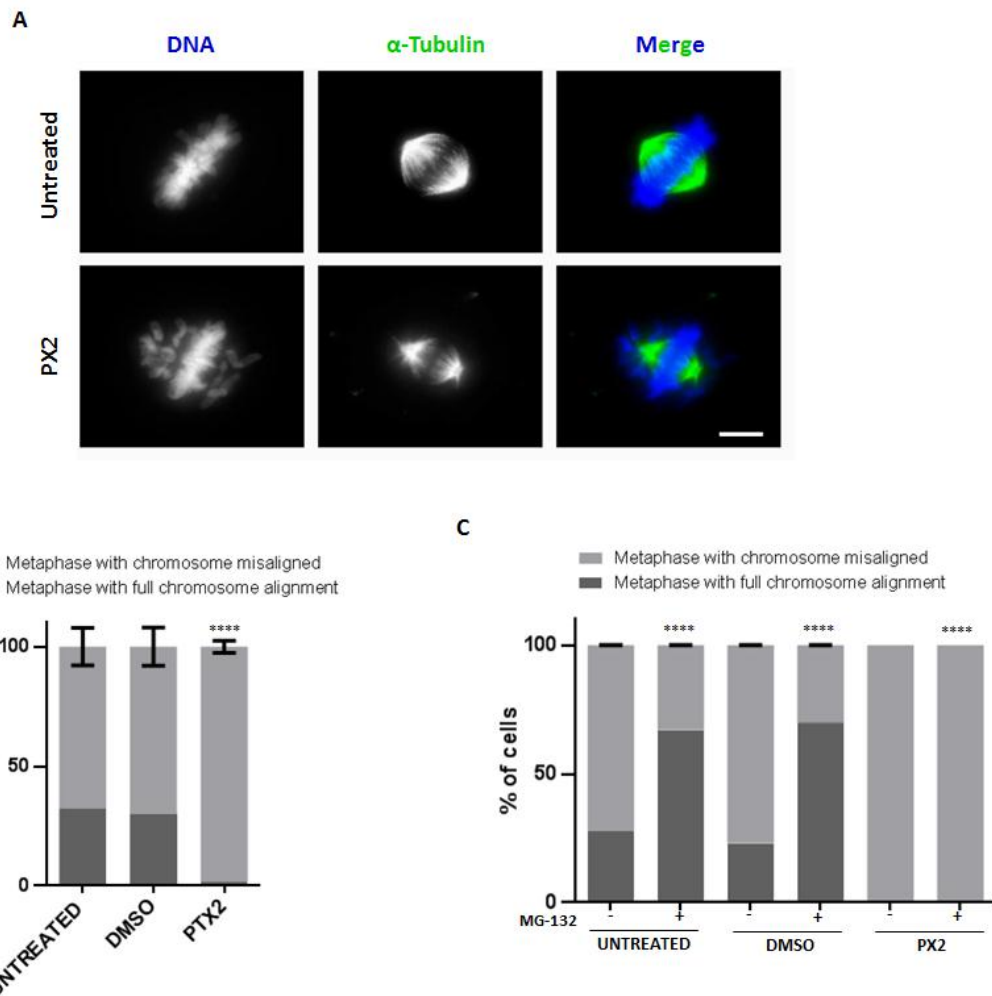 A
DNA
α-Tubulin
Merge
Untreated
PX2
C
Metaphase with chromosome misaligned
Metaphase with full chromosome alignment
****
100
50
0
NTREATED
DMSO
PTX2
Metaphase with chromosome misaligned
Metaphase with full chromosome alignment
**** **** ****
% of cells
100
50
0
MG-132 - + - + - +
UNTREATED DMSO PX2